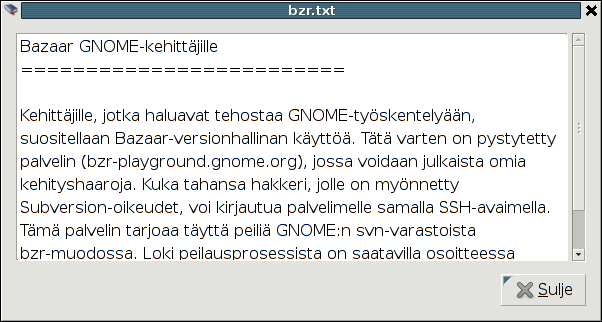 bzr.txt
Bazaar GNOME-kehittäjille
=========================
Kehittäjille, jotka haluavat tehostaa GNOME-työskentelyään,
suositellaan Bazaar-versionhallinan käyttöä. Tätä varten on pystytetty
palvelin (bzr-playground.gnome.org), jossa voidaan julkaista omia
kehityshaaroja. Kuka tahansa hakkeri, jolle on myönnetty
Subversion-oikeudet, voi kirjautua palvelimelle samalla SSH-avaimella.
Tämä palvelin tarjoaa täyttä peiliä GNOME:n svn-varastoista
bzr-muodossa. Loki peilausprosessista on saatavilla osoitteessa
Sulje